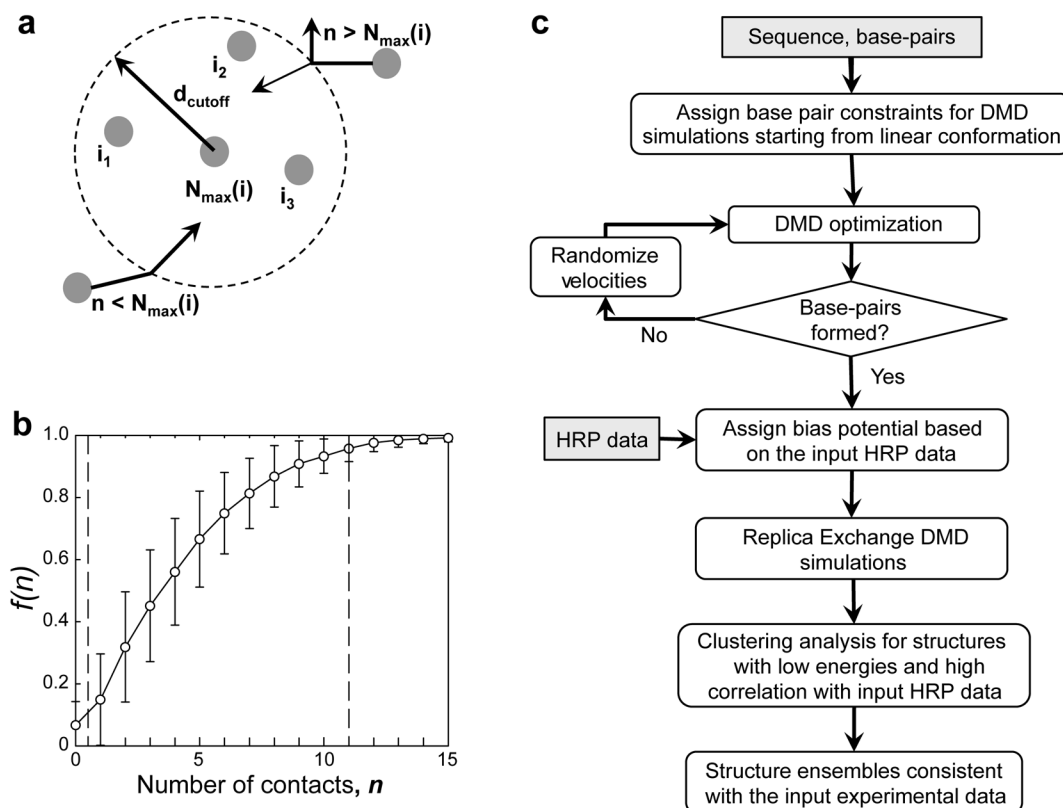 a
i2
n > Nmax(i)
dcutoff
i1
Nmax(i)
i3
n < Nmax(i)
b
1.0
0.8
0.6
0.4
0.2
0
f(n)
0
5
10
15
Number of contacts, n
c
Sequence, base-pairs
Assign base pair constraints for DMD
simulations starting from linear conformation
DMD optimization
Randomize
velocities
Base-pairs
formed?
No
Yes
HRP data
Assign bias potential based
on the input HRP data
Replica Exchange DMD
simulations
Clustering analysis for structures
with low energies and high
correlation with input HRP data
Structure ensembles consistent
with the input experimental data